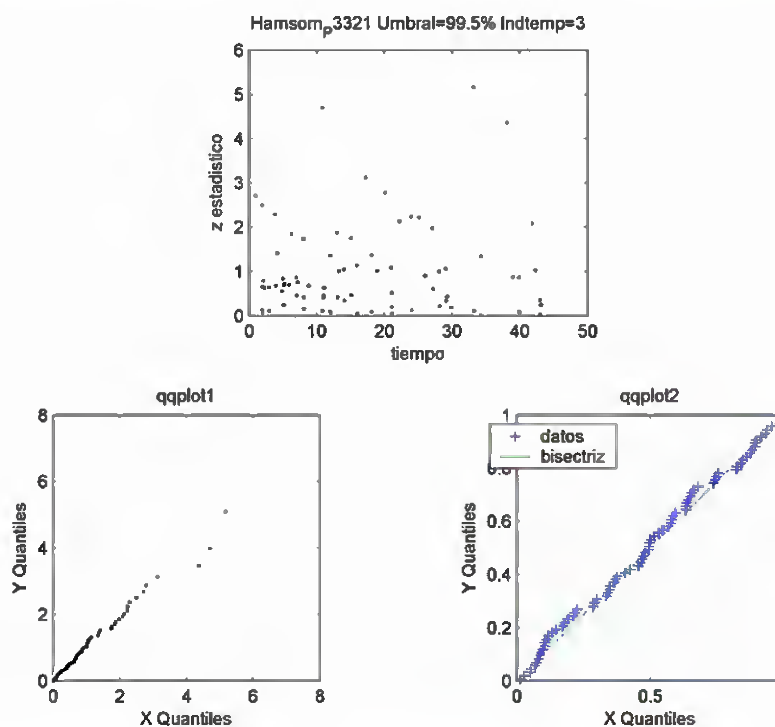 Hamsom_p3321 Umbral=99.5% Indtemp=3
6
5
4
3
2
1
0
z estadistico
0 10 20 30 40 50
tiempo
qqplot1
8
6
4
2
0
Y Quantiles
0 2 4 6 8
X Quantiles
qqplot2
1
datos
bisectriz
0.6
0.4
0.2
0
Y Quantiles
0 0.5
X Quantiles